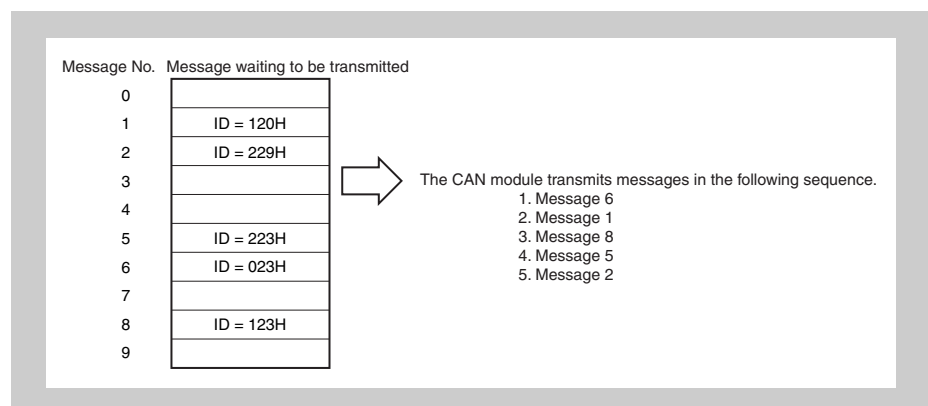 Message No. Message waiting to be transmitted
0
1 ID = 120H
2 ID = 229H
3
4
5 ID = 223H
6 ID = 023H
7
8 ID = 123H
9
The CAN module transmits messages in the following sequence.
1. Message 6
2. Message 1
3. Message 8
4. Message 5
5. Message 2